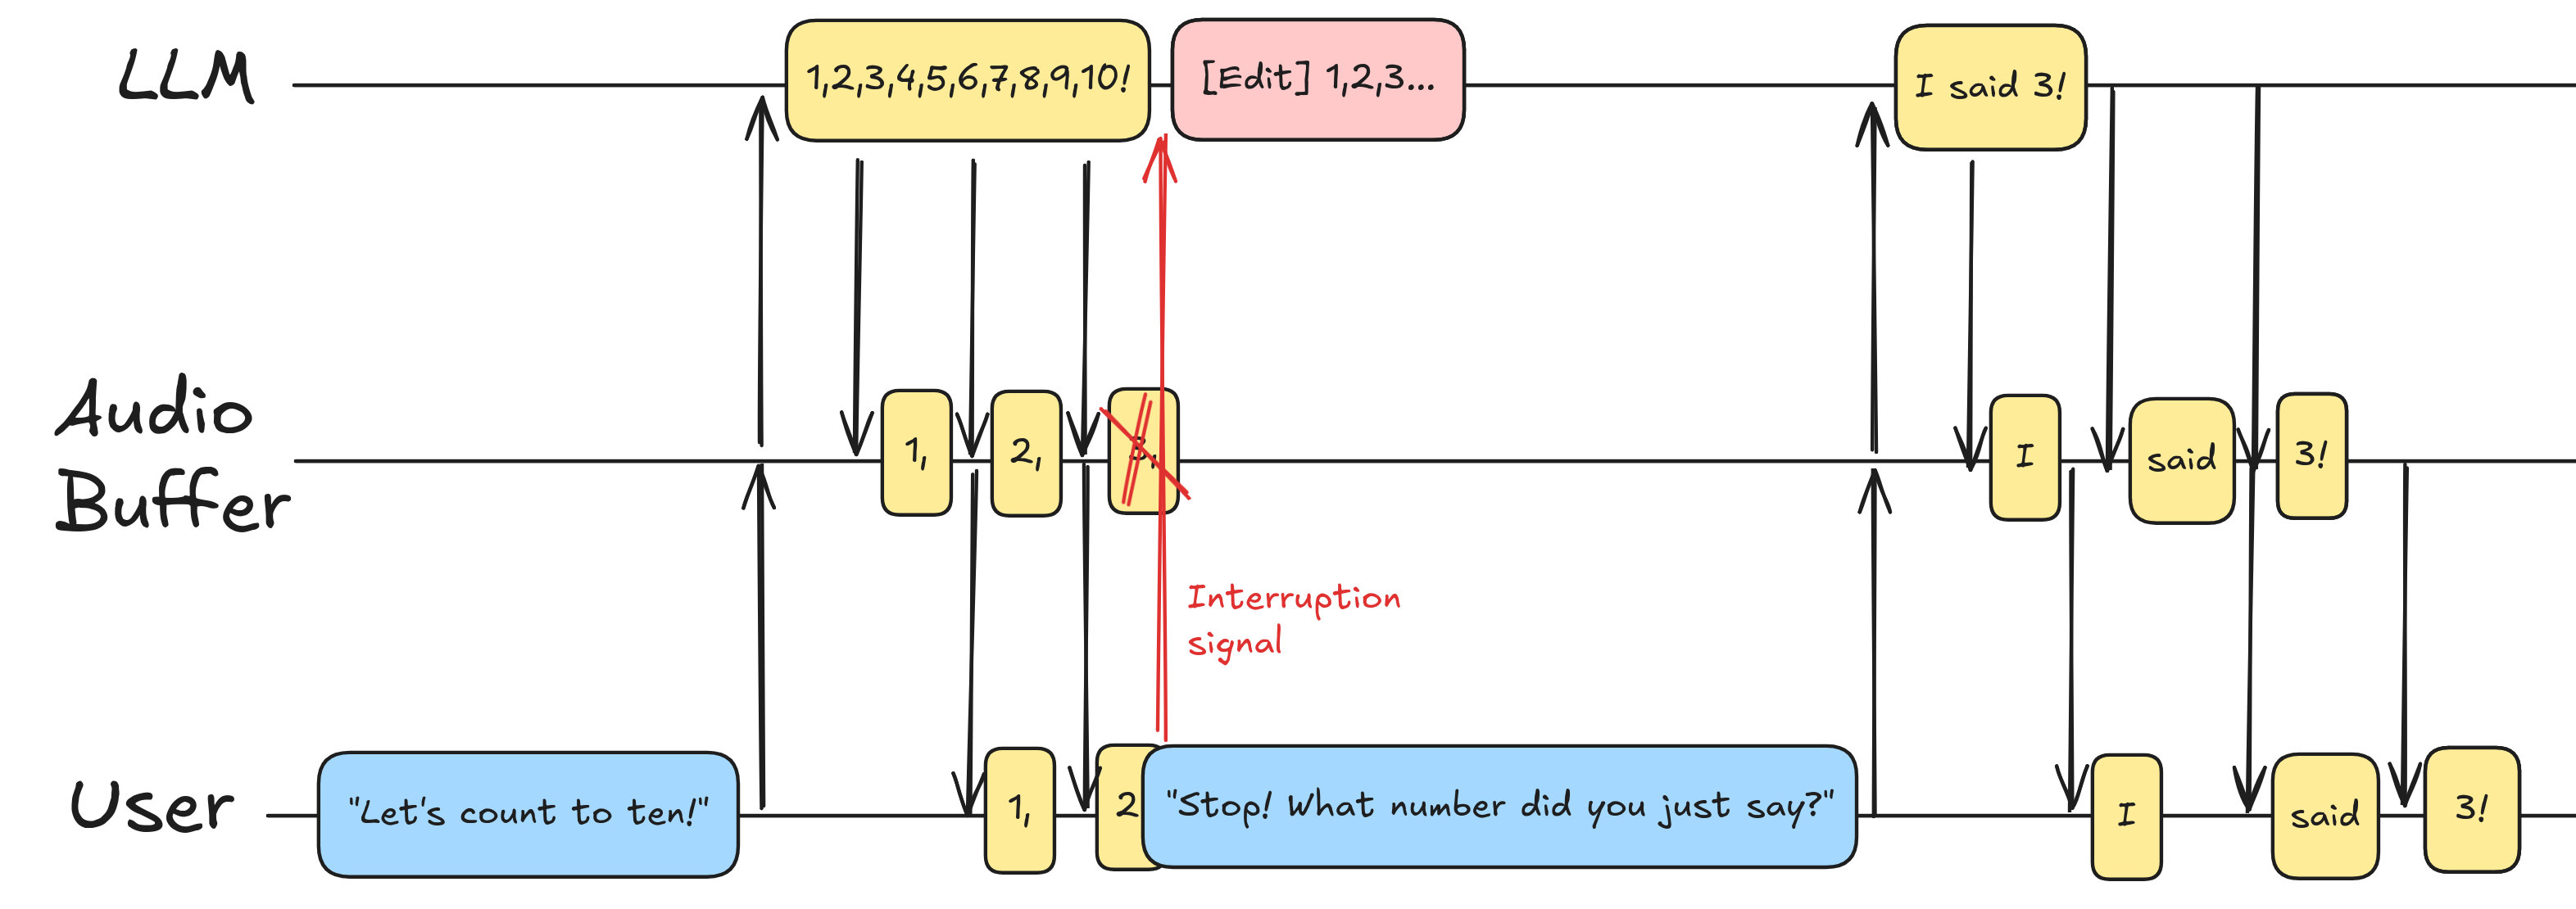 LLM
1,2,3,4,5,6,7,8,9,10!
[Edit] 1,2,3...
I said 3!
Audio
Buffer
1,
2,
3,
I
said
3!
Interruption
signal
User
"Let's count to ten!"
1,
2
"Stop! What number did you just say?"
I
said
3!